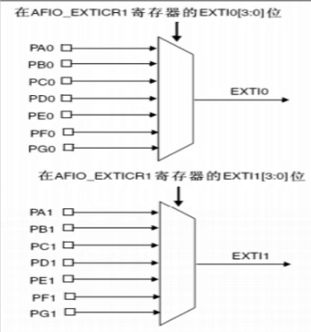 在AFIO_EXTICR1寄存器的EXTI0[3:0]位
PA0
PB0
PC0
PD0
PE0
PF0
PG0
EXTI0
在AFIO_EXTICR1寄存器的EXTI1[3:0]位
PA1
PB1
PC1
PD1
PE1
PF1
PG1
EXTI1